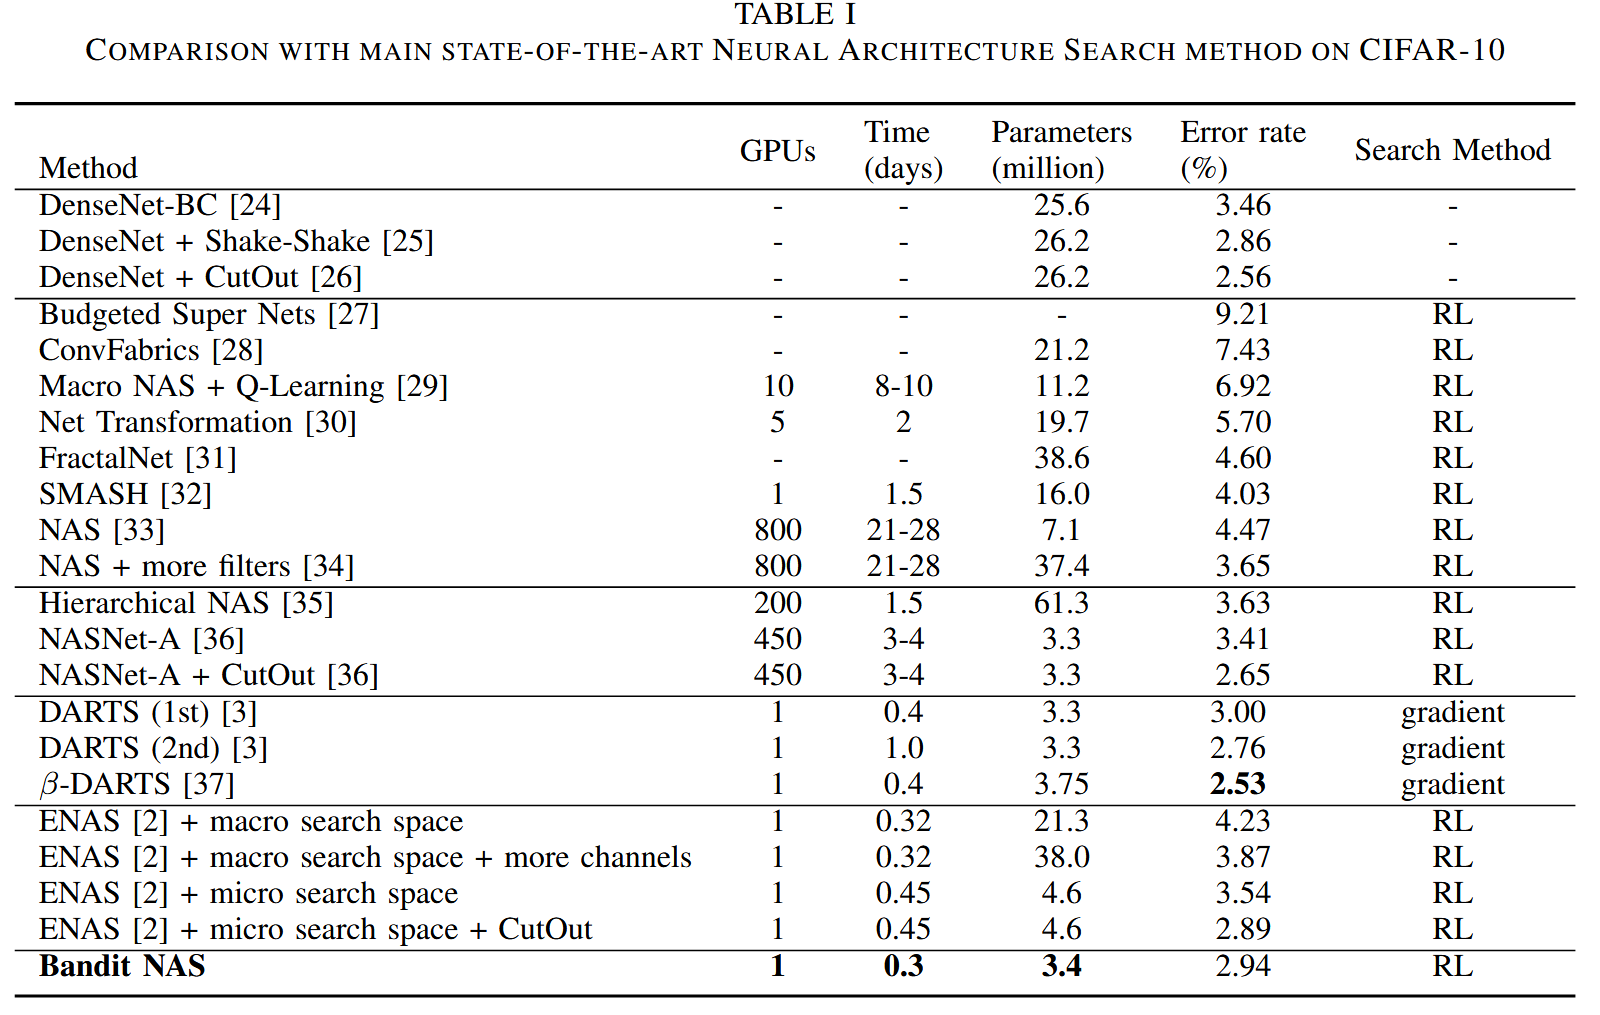 TABLE I
COMPARISON WITH MAIN STATE-OF-THE-ART NEURAL ARCHITECTURE SEARCH METHOD ON CIFAR-10
Method GPUs Time (days) Parameters (million) Error rate (%) Search Method
DenseNet-BC [24] - - 25.6 3.46 -
DenseNet + Shake-Shake [25] - - 26.2 2.86 -
DenseNet + CutOut [26] - - 26.2 2.56 -
Budgeted Super Nets [27] - - - 9.21 RL
ConvFabrics [28] - - 21.2 7.43 RL
Macro NAS + Q-Learning [29] 10 8-10 11.2 6.92 RL
Net Transformation [30] 5 2 19.7 5.70 RL
FractalNet [31] - - 38.6 4.60 RL
SMASH [32] 1 1.5 16.0 4.03 RL
NAS [33] 800 21-28 7.1 4.47 RL
NAS + more filters [34] 800 21-28 37.4 3.65 RL
Hierarchical NAS [35] 200 1.5 61.3 3.63 RL
NASNet-A [36] 450 3-4 3.3 3.41 RL
NASNet-A + CutOut [36] 450 3-4 3.3 2.65 RL
DARTS (1st) [3] 1 0.4 3.3 3.00 gradient
DARTS (2nd) [3] 1 1.0 3.3 2.76 gradient
β-DARTS [37] 1 0.4 3.75 2.53 gradient
ENAS [2] + macro search space 1 0.32 21.3 4.23 RL
ENAS [2] + macro search space + more channels 1 0.32 38.0 3.87 RL
ENAS [2] + micro search space 1 0.45 4.6 3.54 RL
ENAS [2] + micro search space + CutOut 1 0.45 4.6 2.89 RL
Bandit NAS 1 0.3 3.4 2.94 RL